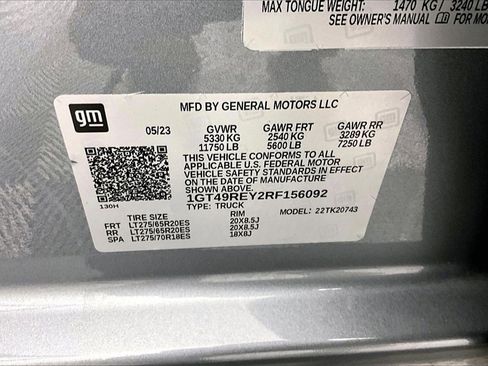 MAX TONGUE WEIGHT: 1470 KG / 3240 LB
SEE OWNER'S MANUAL FOR MO
gm
MFD BY GENERAL MOTORS LLC
05/23 GVWR GAWR FRT GAWR RR
5330 KG 2540 KG 3289 KG
11750 LB 5600 LB 7250 LB
THIS VEHICLE CONFORMS TO ALL
APPLICABLE U.S. FEDERAL MOTOR
VEHICLE SAFETY STANDARDS IN EFFECT
ON THE DATE OF MANUFACTURE
SHOWN ABOVE.
1GT49REY2RF156092
TYPE: TRUCK MODEL: 22TK20743
130H
TIRE SIZE RIM
FRT LT275/65R20ES 20X8.5J
RR LT275/65R20ES 20X8.5J
SPA LT275/70R18ES 18X8J